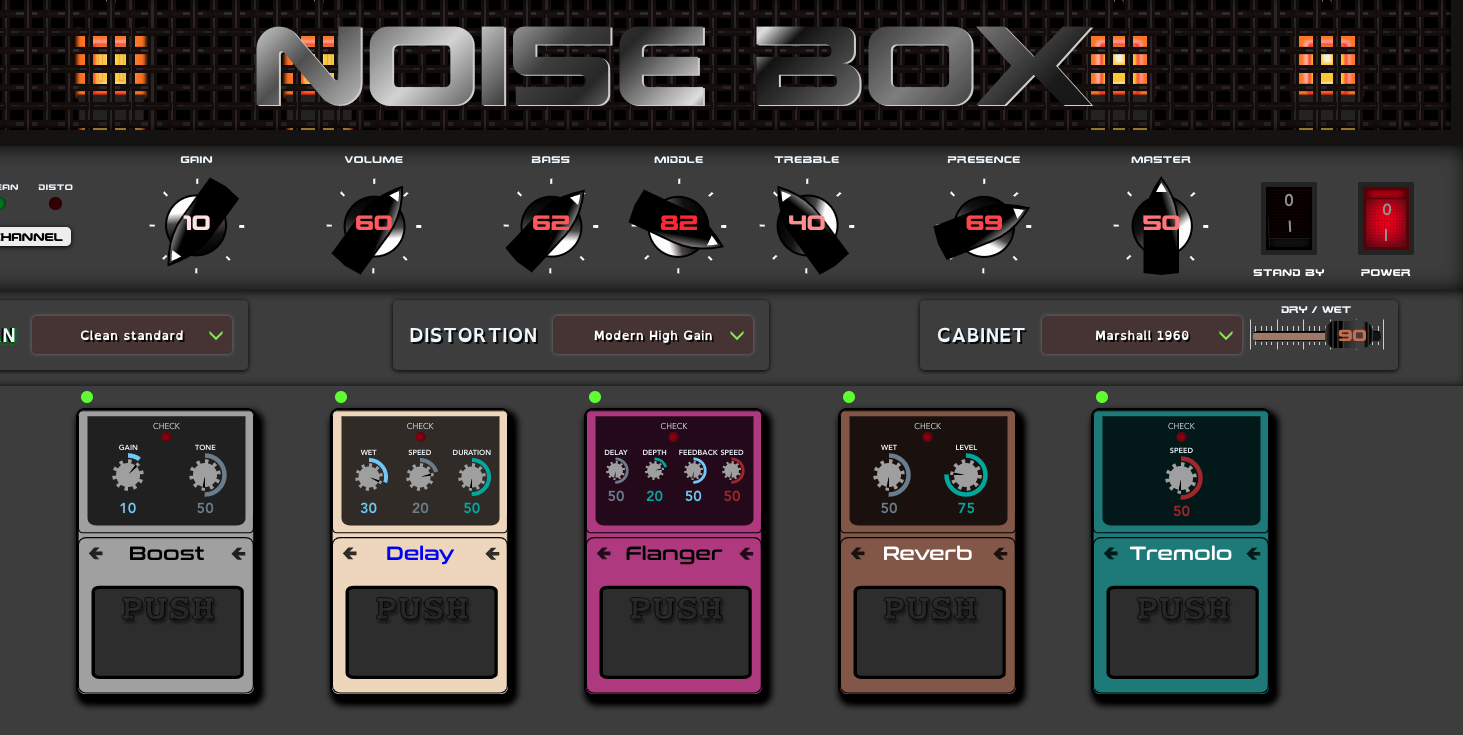 NOISE BOX
GAIN VOLUME BASS MIDDLE TREBBLE PRESENCE MASTER
EAN DISTO
10 60 62 82 40 69 50
0 0
I I
CHANNEL
STAND BY POWER
DRY / WET
N Clean standard DISTORTION Modern High Gain CABINET Marshall 1960 90
CHECK CHECK CHECK CHECK CHECK
GAIN TONE WET SPEED DURATION DELAY DEPTH FEEDBACK SPEED WET LEVEL SPEED
10 50 30 20 50 50 20 50 50 50 75 50
Boost Delay Flanger Reverb Tremolo
PUSH PUSH PUSH PUSH PUSH